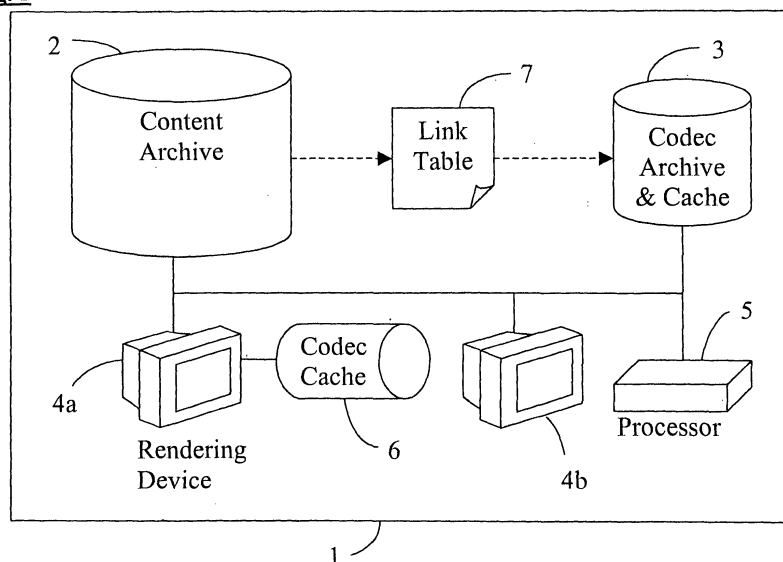 2
Content
Archive
7
Link
Table
3
Codec
Archive
& Cache
4a
Rendering
Device
Codec
Cache
6
4b
5
Processor
1